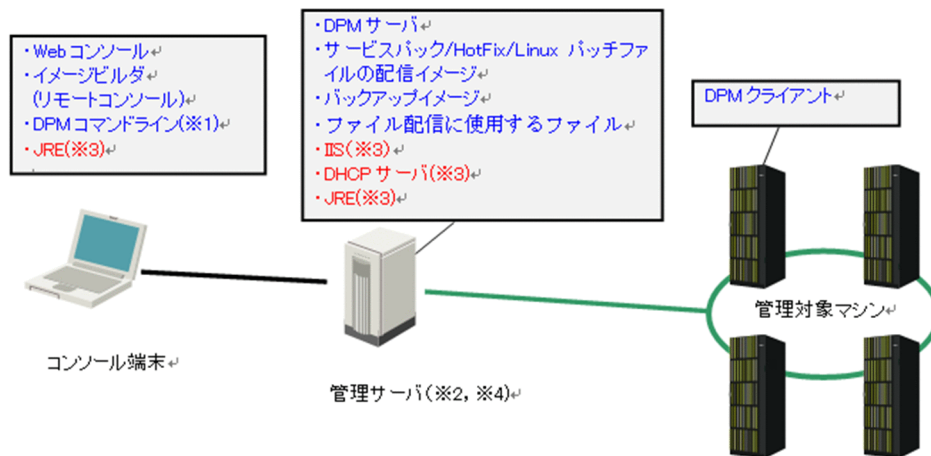 ・Webコンソール↵
・イメージビルダ↵
(リモートコンソール)↵
・DPMコマンドライン(※1)↵
・JRE(※3)↵
・DPMサーバ↵
・サービスパック/HotFix/Linux パッチファ
イルの配信イメージ↵
・バックアップイメージ↵
・ファイル配信に使用するファイル↵
・IIS(※3)↵
・DHCPサーバ(※3)↵
・JRE(※3)↵
DPMクライアント↵
コンソール端末↵
管理サーバ(※2, ※4)↵
管理対象マシン↵